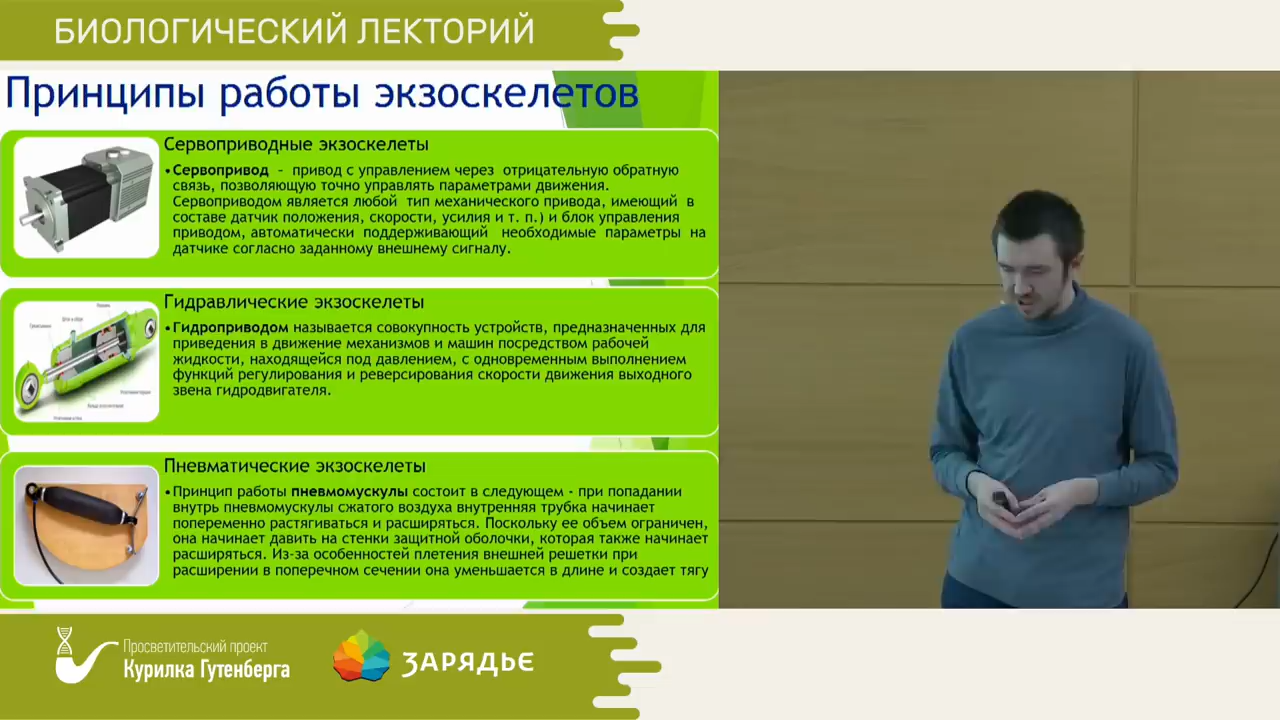 БИОЛОГИЧЕСКИЙ ЛЕКТОРИЙ
Принципы работы экзоскелетов
Сервоприводные экзоскелеты
•Сервопривод – привод с управлением через отрицательную обратную
связь, позволяющую точно управлять параметрами движения.
Сервоприводом является любой тип механического привода, имеющий в
составе датчик положения, скорости, усилия и т. п.) и блок управления
приводом, автоматически поддерживающий необходимые параметры на
датчике согласно заданному внешнему сигналу.
Гидравлические экзоскелеты
•Гидроприводом называется совокупность устройств, предназначенных для
приведения в движение механизмов и машин посредством рабочей
жидкости, находящейся под давлением, с одновременным выполнением
функций регулирования и реверсирования скорости движения выходного
звена гидродвигателя.
Пневматические экзоскелеты
•Принцип работы пневмомускулы состоит в следующем - при попадании
внутрь пневмомускулы сжатого воздуха внутренняя трубка начинает
попеременно растягиваться и расширяться. Поскольку ее объем ограничен,
она начинает давить на стенки защитной оболочки, которая также начинает
расширяться. Из-за особенностей плетения внешней решетки при
расширении в поперечном сечении она уменьшается в длине и создает тягу
Просветительский проект
Курилка Гутенберга
ЗАРЯДЬЕ